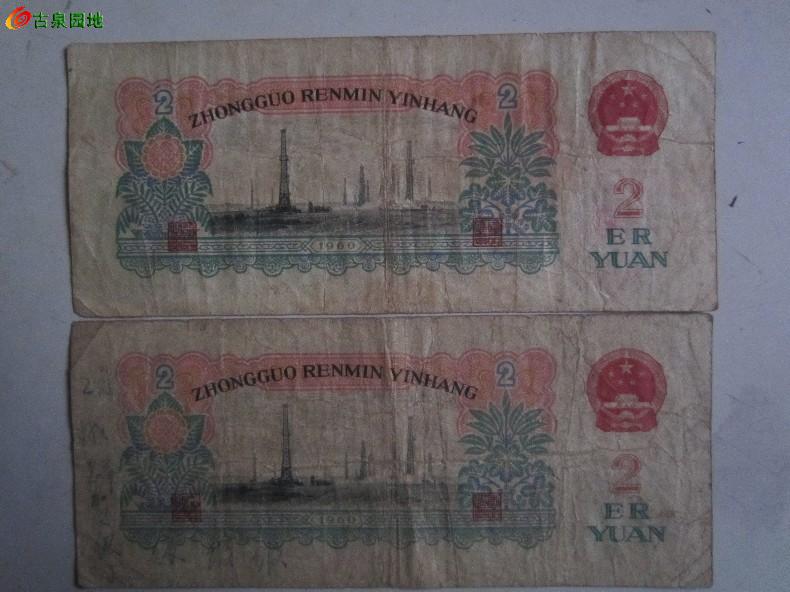 古泉园地
2 2
ZHONGGUO RENMIN YINHANG
2
ER
YUAN
1960
2 2
ZHONGGUO RENMIN YINHANG
2
ER
YUAN
1960